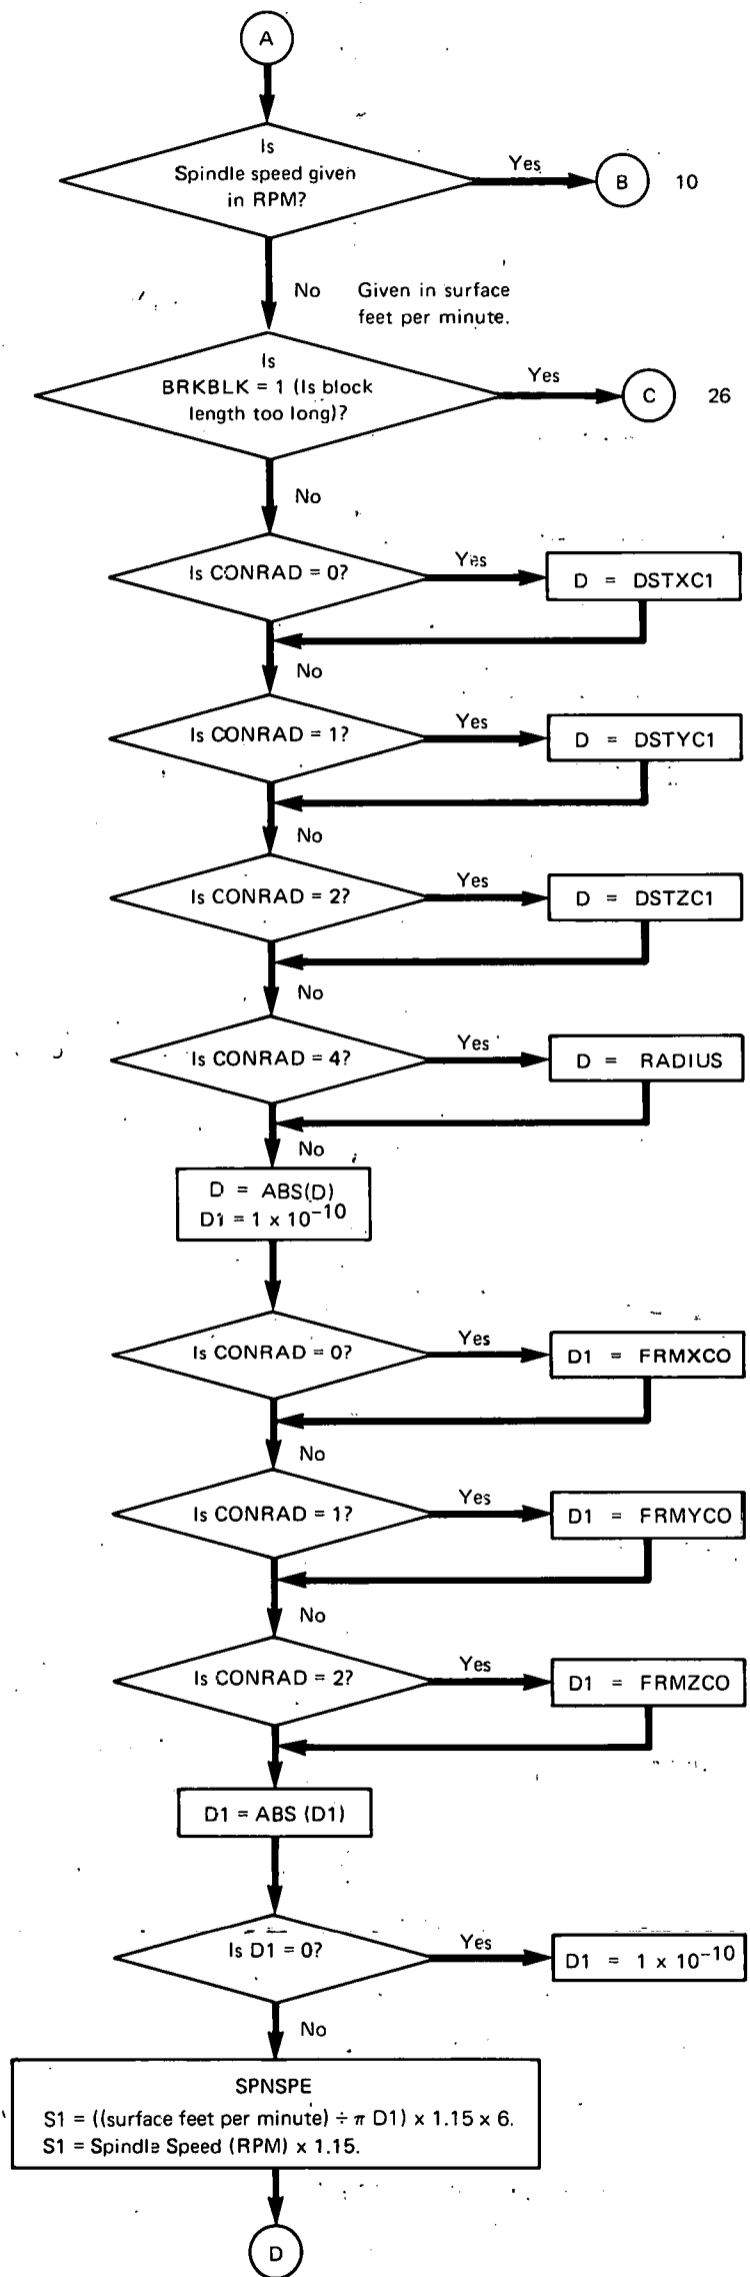 A
Is
Spindle speed given
in RPM?
Yes
B
10
No
Given in surface
feet per minute.
Is
BRKBLK = 1 (Is block
length too long)?
Yes
C
26
No
Is CONRAD = 0?
Yes
D = DSTXC1
No
Is CONRAD = 1?
Yes
D = DSTYC1
No
Is CONRAD = 2?
Yes
D = DSTZC1
No
Is CONRAD = 4?
Yes
D = RADIUS
No
D = ABS(D)
D1 = 1 x 10⁻¹⁰
Is CONRAD = 0?
Yes
D1 = FRMXCO
No
Is CONRAD = 1?
Yes
D1 = FRMYCO
No
Is CONRAD = 2?
Yes
D1 = FRMZCO
D1 = ABS (D1)
Is D1 = 0?
Yes
D1 = 1 x 10⁻¹⁰
No
SPNSPE
S1 = ((surface feet per minute) ÷ π D1) x 1.15 x 6.
S1 = Spindle Speed (RPM) x 1.15.
D